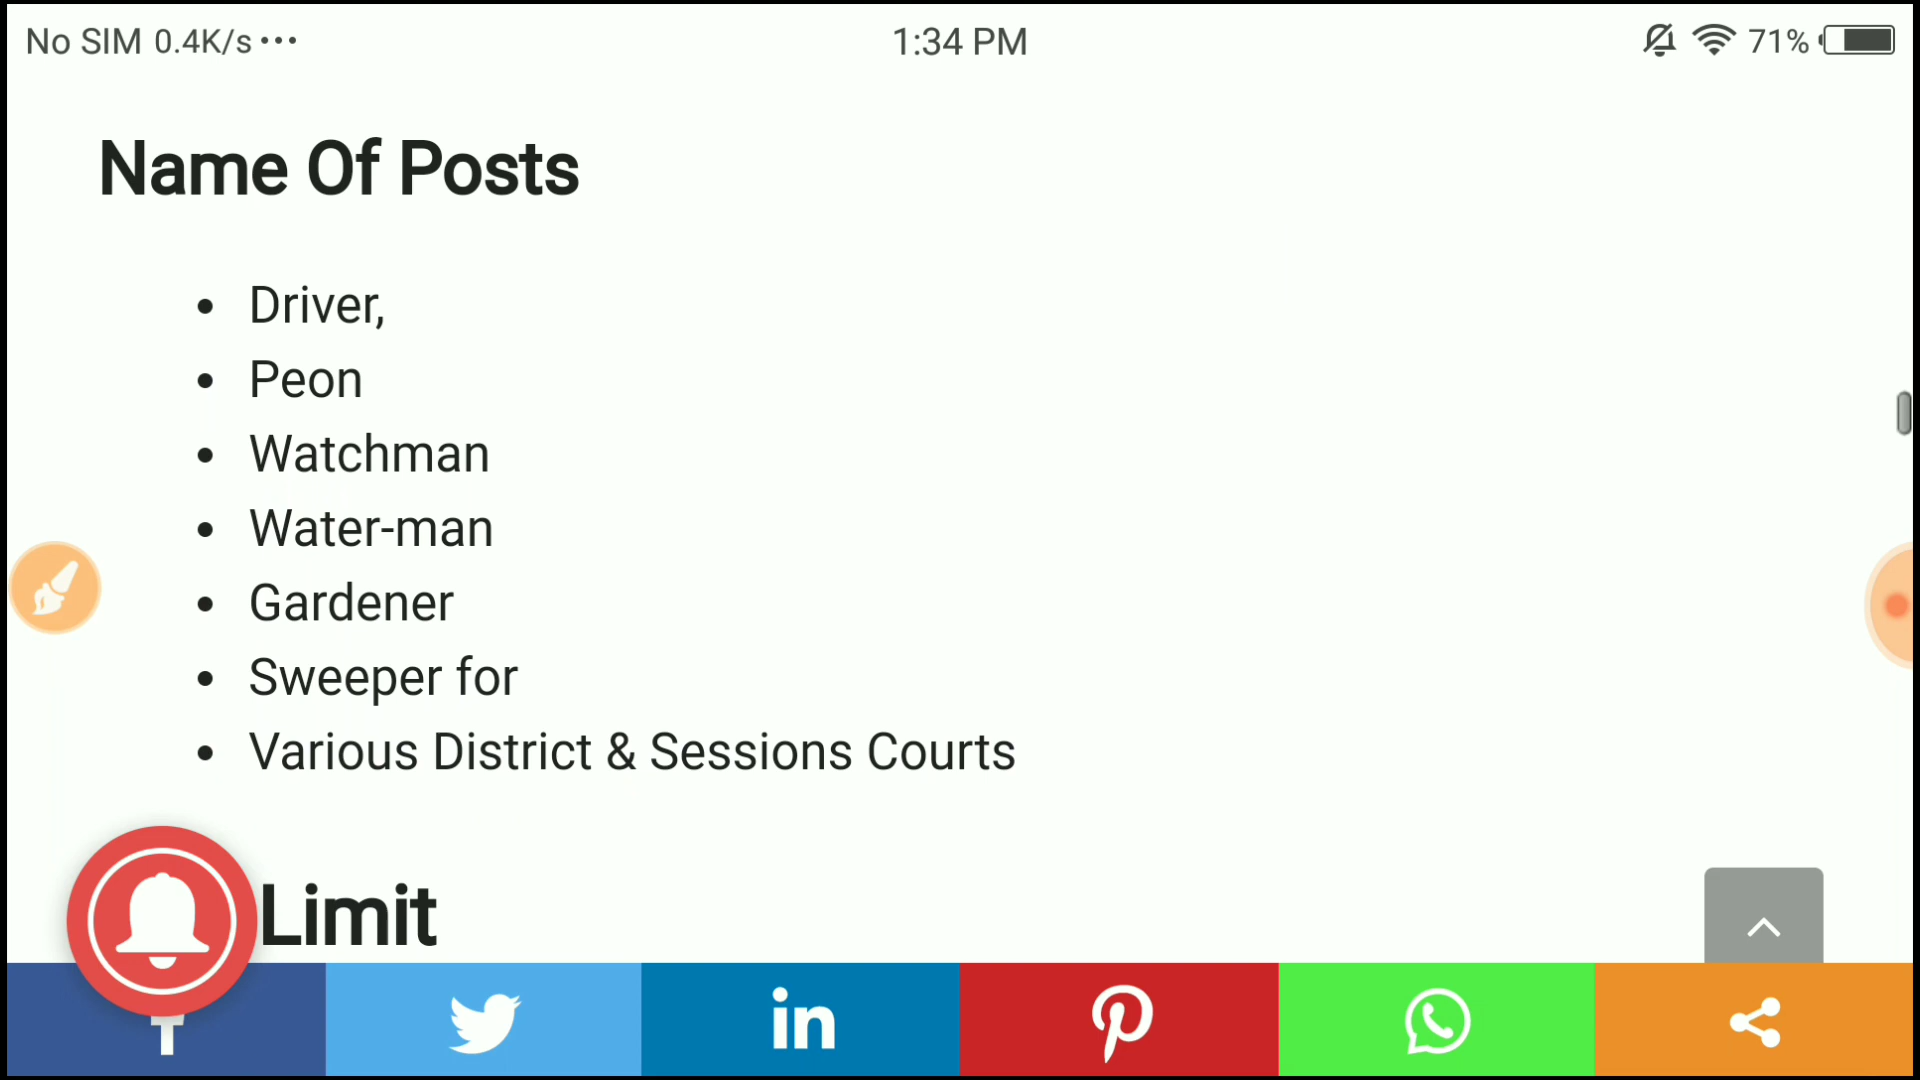 No SIM 0.4K/s ... 1:34 PM 71%
Name Of Posts
• Driver,
• Peon
• Watchman
• Water-man
• Gardener
• Sweeper for
• Various District & Sessions Courts
Limit